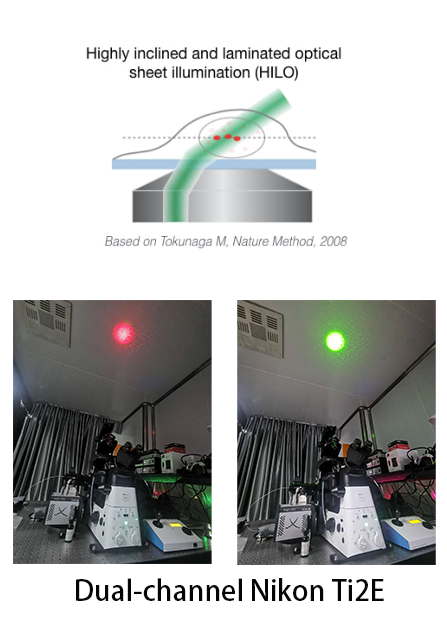 Highly inclined and laminated optical
sheet illumination (HILO)
Based on Tokunaga M, Nature Method, 2008
Dual-channel Nikon Ti2E